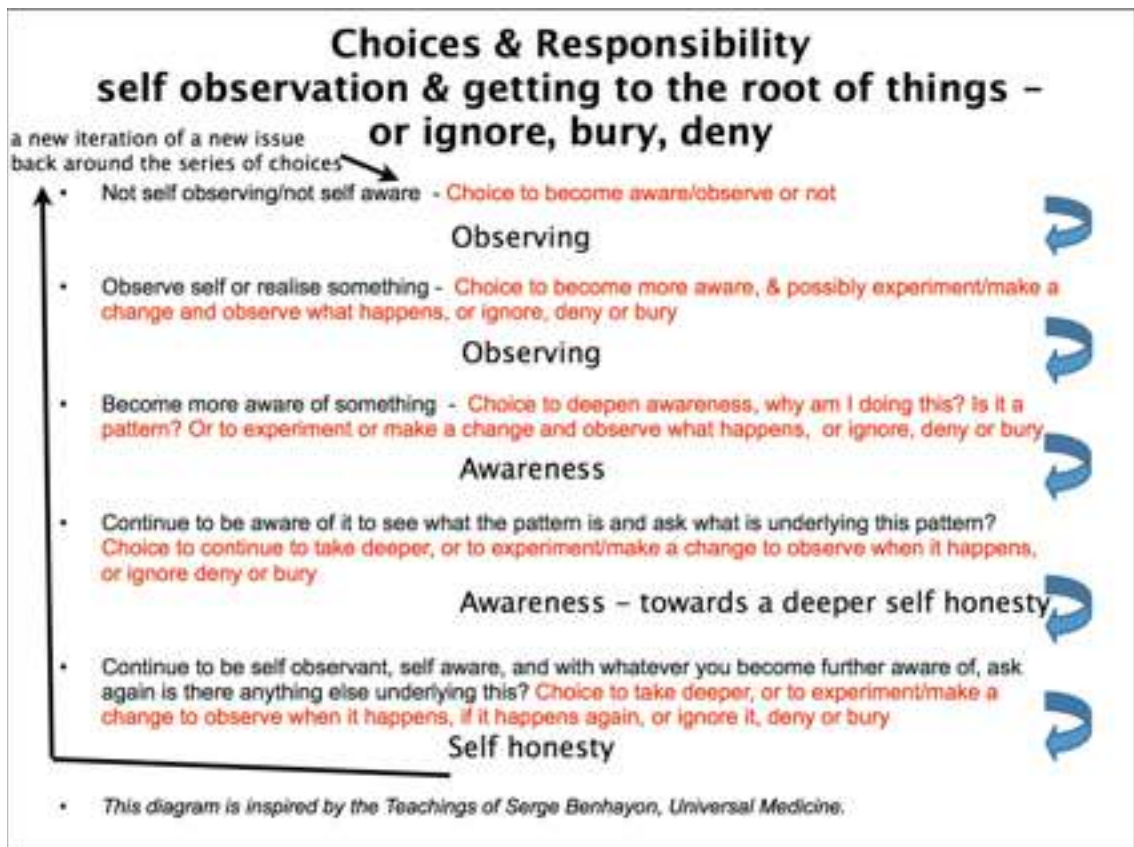 Choices & Responsibility
self observation & getting to the root of things –
or ignore, bury, deny
a new iteration of a new issue
back around the series of choices
• Not self observing/not self aware - Choice to become aware/observe or not
Observing
• Observe self or realise something - Choice to become more aware, & possibly experiment/make a
change and observe what happens, or ignore, deny or bury
Observing
• Become more aware of something - Choice to deepen awareness, why am I doing this? Is it a
pattern? Or to experiment or make a change and observe what happens, or ignore, deny or bury
Awareness
• Continue to be aware of it to see what the pattern is and ask what is underlying this pattern?
Choice to continue to take deeper, or to experiment/make a change to observe when it happens,
or ignore deny or bury
Awareness – towards a deeper self honesty
• Continue to be self observant, self aware, and with whatever you become further aware of, ask
again is there anything else underlying this? Choice to take deeper, or to experiment/make a
change to observe when it happens, if it happens again, or ignore it, deny or bury
Self honesty
• This diagram is inspired by the Teachings of Serge Benhayon, Universal Medicine.